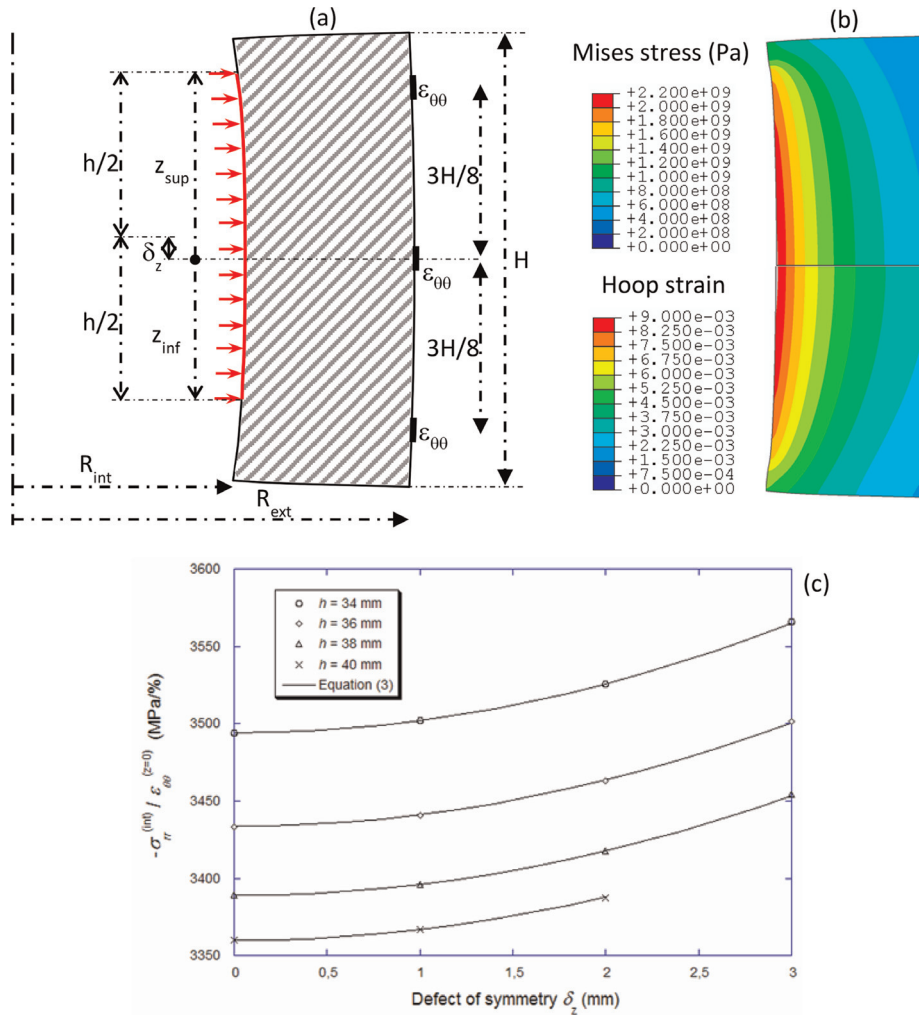 (a)
h/2
z_sup
δ_z
h/2
z_inf
ε_θθ
3H/8
H
ε_θθ
3H/8
ε_θθ
R_int
R_ext
(b)
Mises stress (Pa)
+2.200e+09
+2.000e+09
+1.800e+09
+1.600e+09
+1.400e+09
+1.200e+09
+1.000e+09
+8.000e+08
+6.000e+08
+4.000e+08
+2.000e+08
+0.000e+00
Hoop strain
+9.000e-03
+8.250e-03
+7.500e-03
+6.750e-03
+6.000e-03
+5.250e-03
+4.500e-03
+3.750e-03
+3.000e-03
+2.250e-03
+1.500e-03
+7.500e-04
+0.000e+00
(c)
-σ_rr^(int) / ε_θθ^(z=0) (MPa/%)
3600
3550
3500
3450
3400
3350
h = 34 mm
h = 36 mm
h = 38 mm
h = 40 mm
Equation (3)
0 0,5 1 1,5 2 2,5 3
Defect of symmetry δ_z (mm)